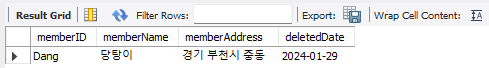 Result Grid Filter Rows: Export: Wrap Cell Content: IA
memberID memberName memberAddress deletedDate
Dang 당탕이 경기 부천시 중동 2024-01-29